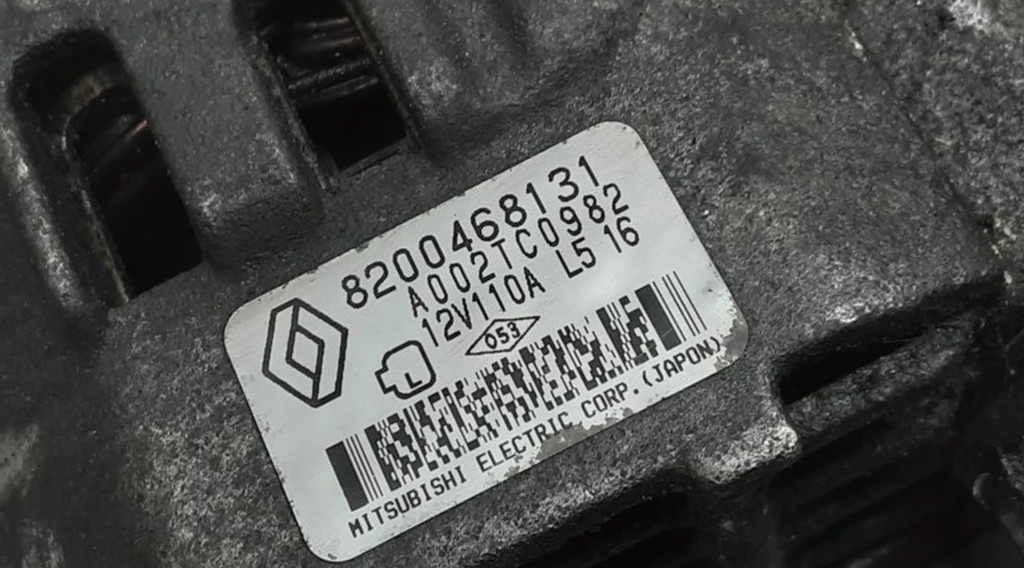 8200468131
A002TC0982
12V110A L5 16
L
053
MITSUBISHI ELECTRIC CORP.(JAPON)